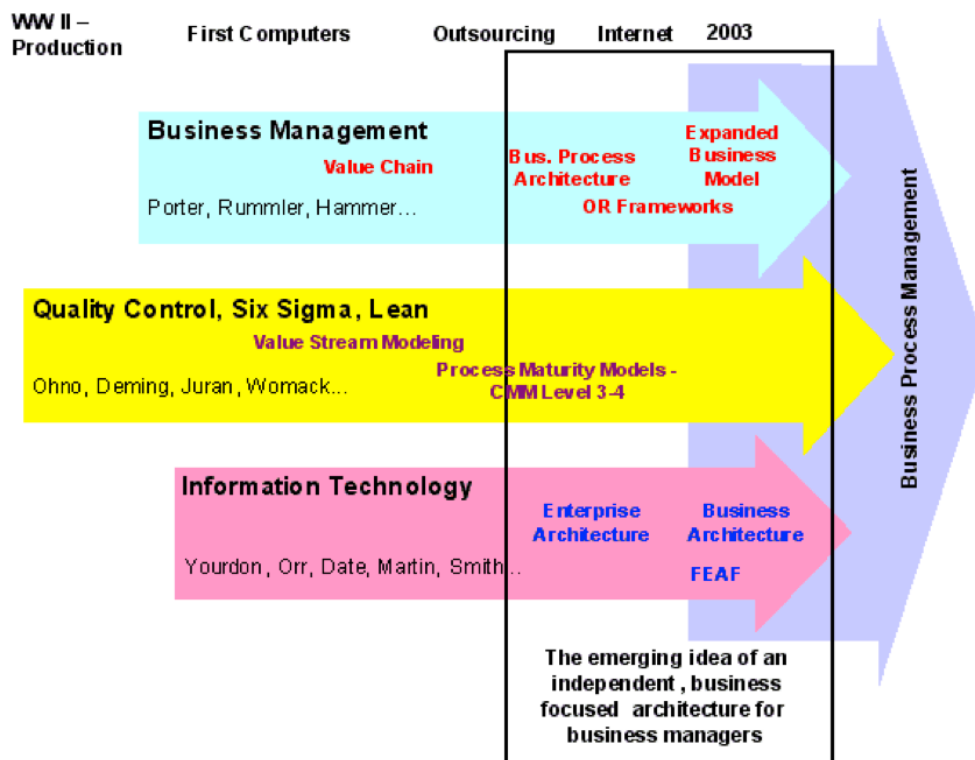 WW II –
Production
First Computers
Outsourcing
Internet
2003
Business Management
Value Chain
Bus. Process
Architecture
Expanded
Business
Model
OR Frameworks
Porter, Rummler, Hammer...
Quality Control, Six Sigma, Lean
Value Stream Modeling
Process Maturity Models -
CMM Level 3-4
Ohno, Deming, Juran, Womack...
Information Technology
Enterprise
Architecture
Business
Architecture
FEAF
Yourdon, Orr, Date, Martin, Smith...
Business Process Management
The emerging idea of an
independent, business
focused architecture for
business managers